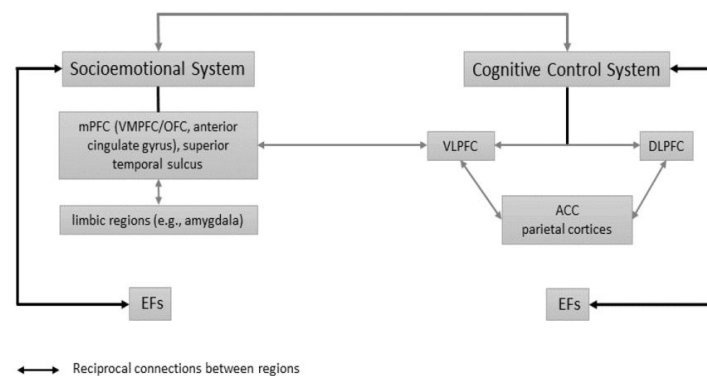 Socioemotional System
Cognitive Control System
mPFC (VMPFC/OFC, anterior
cingulate gyrus), superior
temporal sulcus
VLPFC
DLPFC
limbic regions (e.g., amygdala)
ACC
parietal cortices
EFs
EFs
Reciprocal connections between regions